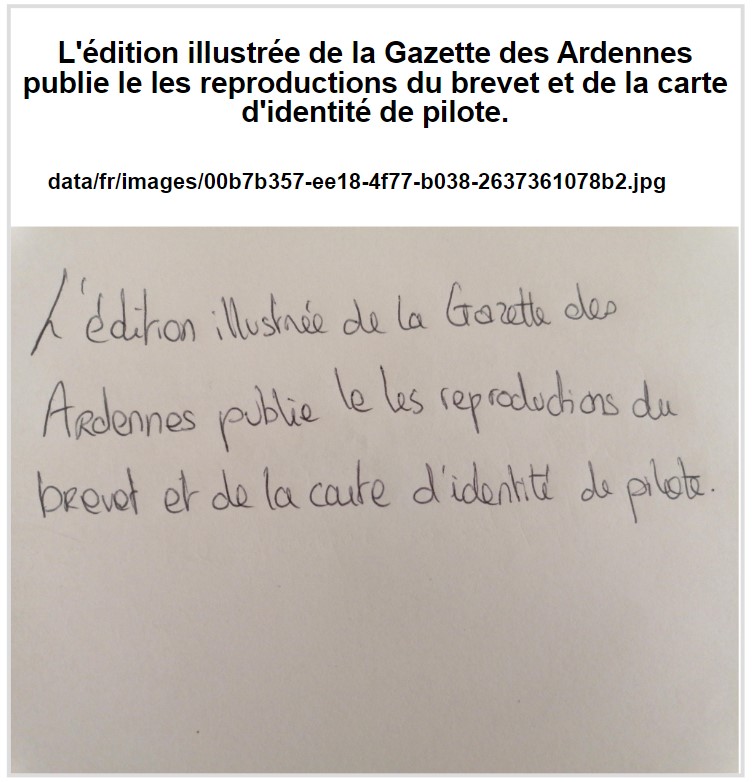 L'édition illustrée de la Gazette des Ardennes
publie le les reproductions du brevet et de la carte
d'identité de pilote.
data/fr/images/00b7b357-ee18-4f77-b038-2637361078b2.jpg
L'édition illustrée de la Gazette des
Ardennes publie le les reproductions du
brevet et de la carte d'identité de pilote.